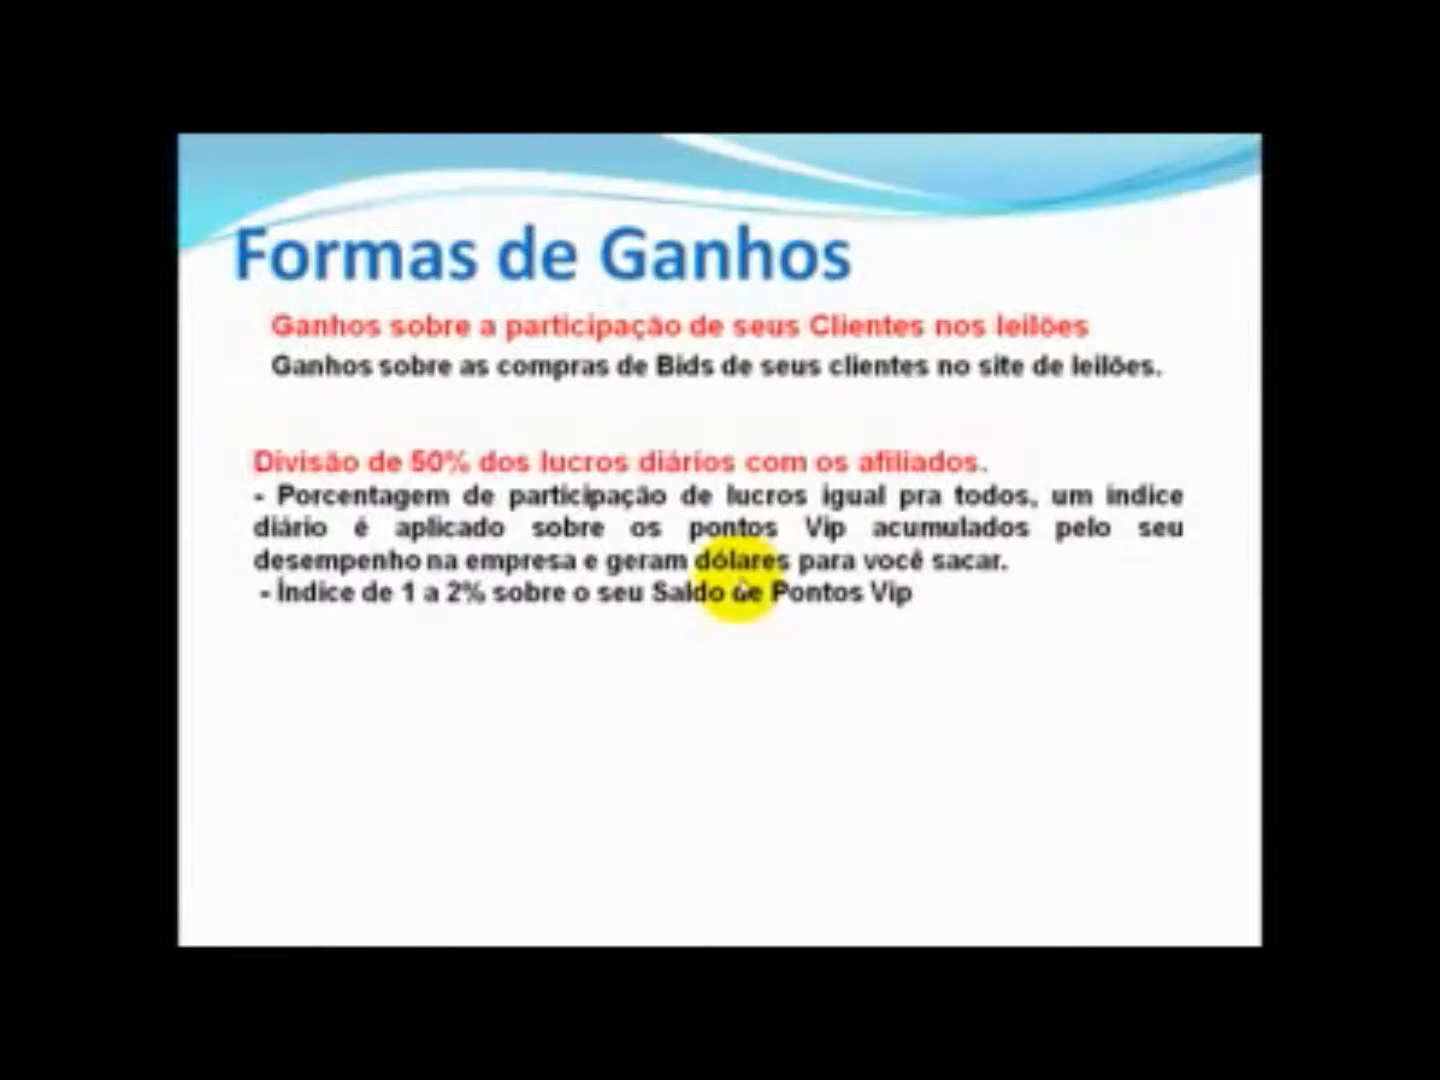 Formas de Ganhos
Ganhos sobre a participação de seus Clientes nos leilões
Ganhos sobre as compras de Bids de seus clientes no site de leilões.
Divisão de 50% dos lucros diários com os afiliados.
- Porcentagem de participação de lucros igual pra todos, um índice
diário é aplicado sobre os pontos Vip acumulados pelo seu
desempenho na empresa e geram dólares para você sacar.
- Índice de 1 a 2% sobre o seu Saldo de Pontos Vip